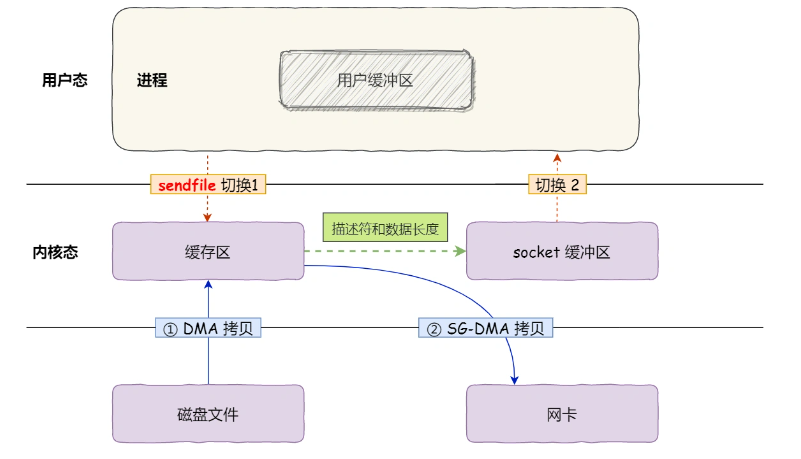 用户态
进程
用户缓冲区
sendfile 切换1
切换 2
内核态
缓存区
描述符和数据长度
socket 缓冲区
① DMA 拷贝
② SG-DMA 拷贝
磁盘文件
网卡